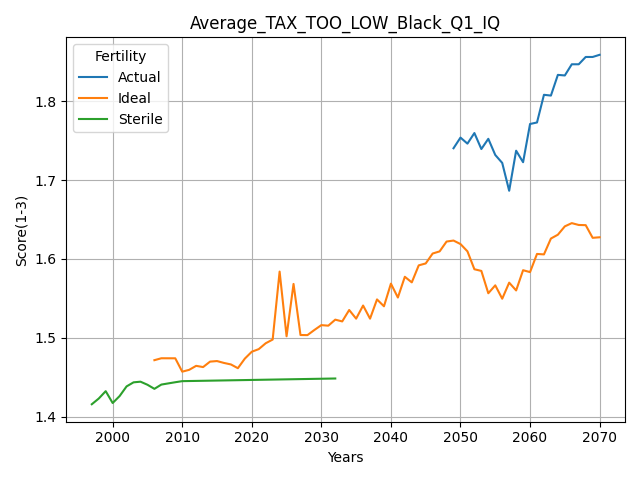 Average_TAX_TOO_LOW_Black_Q1_IQ
Fertility
Actual
Ideal
Sterile
Score(1-3)
1.8
1.7
1.6
1.5
1.4
2000
2010
2020
2030
2040
2050
2060
2070
Years